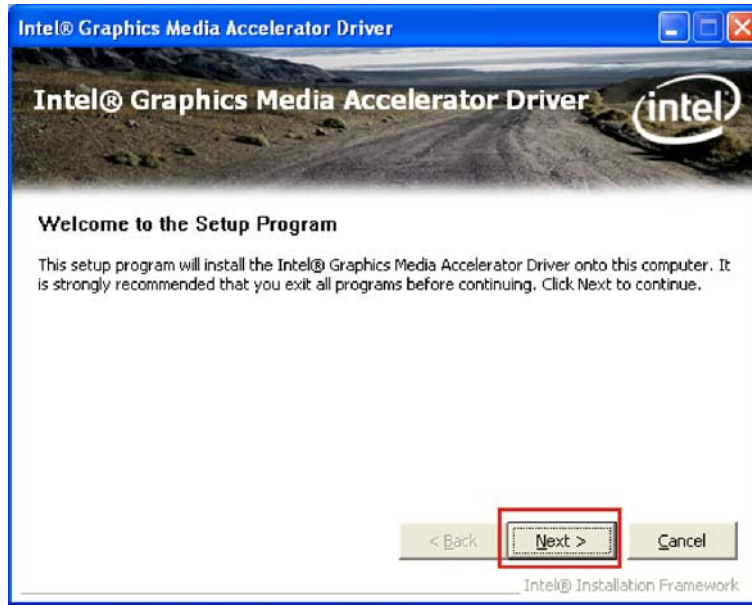 Intel® Graphics Media Accelerator Driver
Intel® Graphics Media Accelerator Driver
intel
Welcome to the Setup Program
This setup program will install the Intel® Graphics Media Accelerator Driver onto this computer. It
is strongly recommended that you exit all programs before continuing. Click Next to continue.
< Back Next > Cancel
Intel® Installation Framework